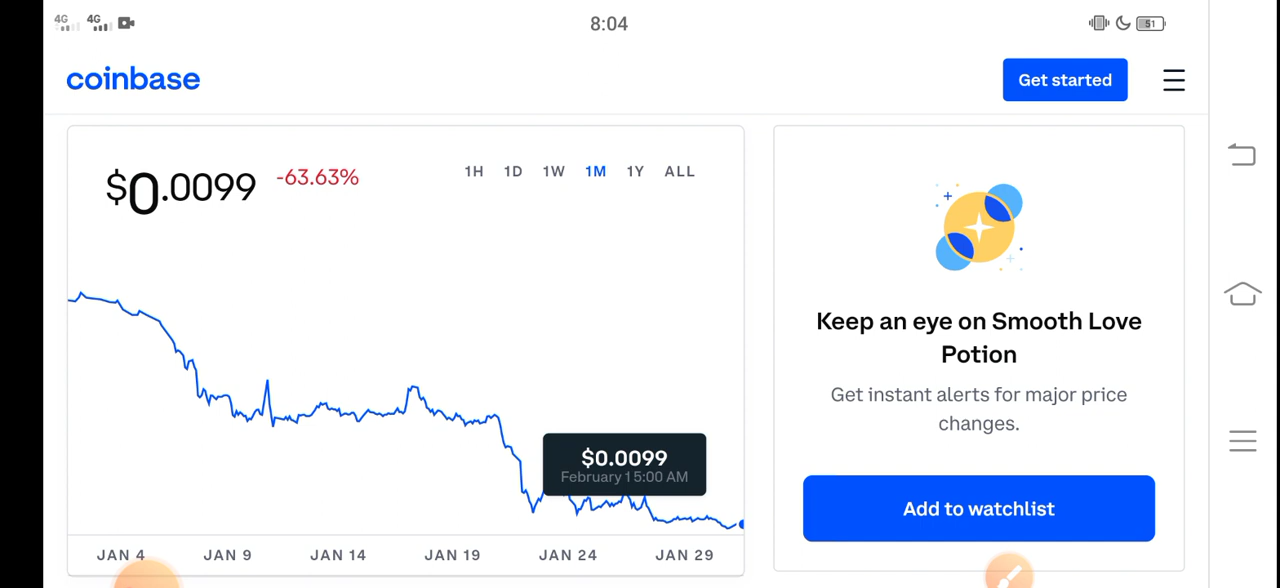 4G 4G 8:04 51
coinbase
Get started
$0.0099 -63.63%
1H 1D 1W 1M 1Y ALL
$0.0099
February 1 5:00 AM
JAN 4 JAN 9 JAN 14 JAN 19 JAN 24 JAN 29
Keep an eye on Smooth Love
Potion
Get instant alerts for major price
changes.
Add to watchlist